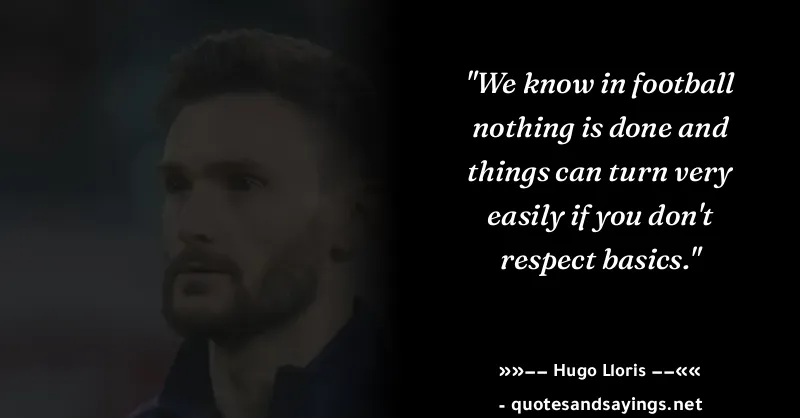 "We know in football
nothing is done and
things can turn very
easily if you don't
respect basics."
»»—— Hugo Lloris ——««
- quotesandsayings.net